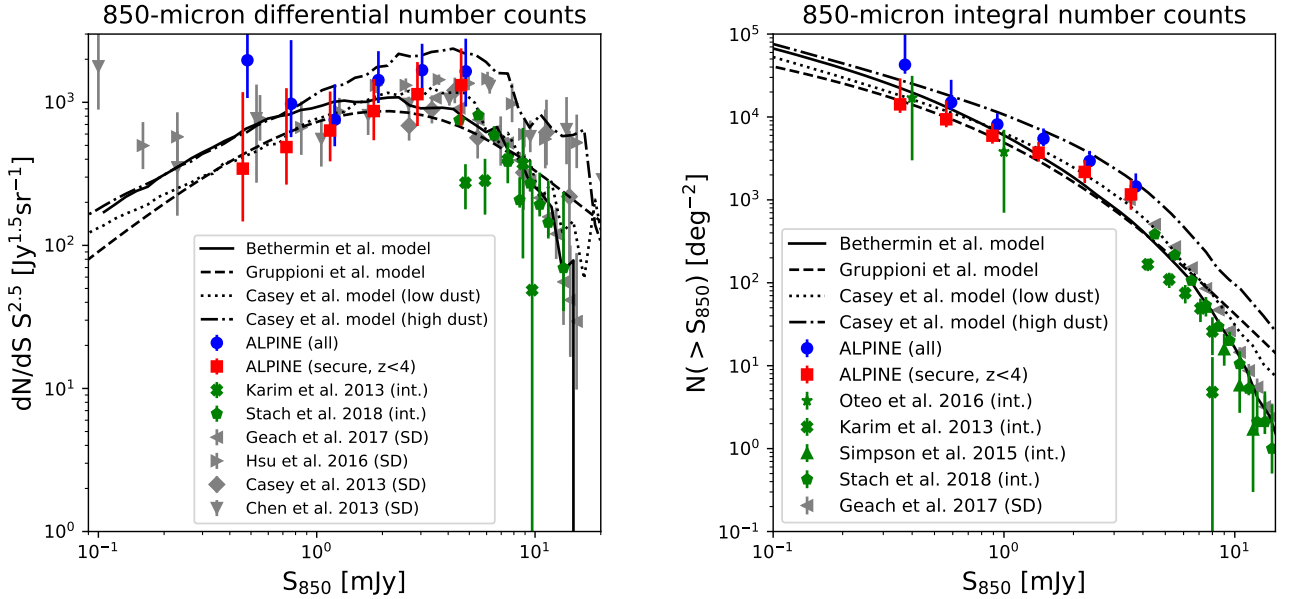 850-micron differential number counts
dN/dS S^2.5 [Jy^1.5 sr^−1]
10^3
10^2
10^1
10^0
Bethermin et al. model
Gruppioni et al. model
Casey et al. model (low dust)
Casey et al. model (high dust)
ALPINE (all)
ALPINE (secure, z<4)
Karim et al. 2013 (int.)
Stach et al. 2018 (int.)
Geach et al. 2017 (SD)
Hsu et al. 2016 (SD)
Casey et al. 2013 (SD)
Chen et al. 2013 (SD)
10^−1 10^0 10^1
S_850 [mJy]
850-micron integral number counts
N( > S_850) [deg^−2]
10^5
10^4
10^3
10^2
10^1
10^0
10^−1
Bethermin et al. model
Gruppioni et al. model
Casey et al. model (low dust)
Casey et al. model (high dust)
ALPINE (all)
ALPINE (secure, z<4)
Oteo et al. 2016 (int.)
Karim et al. 2013 (int.)
Simpson et al. 2015 (int.)
Stach et al. 2018 (int.)
Geach et al. 2017 (SD)
10^−1 10^0 10^1
S_850 [mJy]